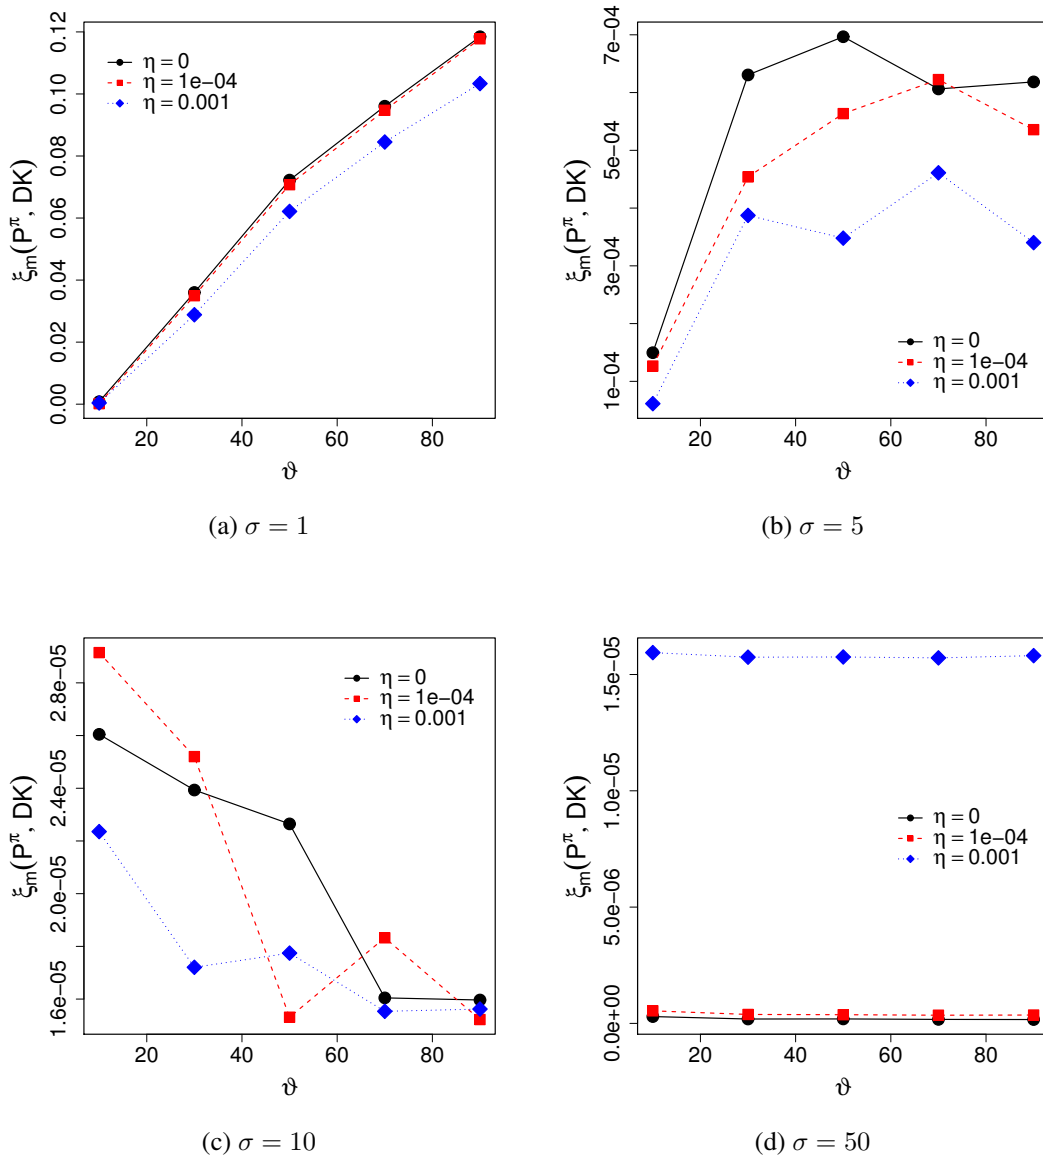 ξm(Pπ, DK)
0.00 0.02 0.04 0.06 0.08 0.10 0.12
η = 0
η = 1e−04
η = 0.001
20 40 60 80
ϑ
(a) σ = 1
ξm(Pπ, DK)
1e−04 3e−04 5e−04 7e−04
η = 0
η = 1e−04
η = 0.001
20 40 60 80
ϑ
(b) σ = 5
ξm(Pπ, DK)
1.6e−05 2.0e−05 2.4e−05 2.8e−05
η = 0
η = 1e−04
η = 0.001
20 40 60 80
ϑ
(c) σ = 10
ξm(Pπ, DK)
0.0e+00 5.0e−06 1.0e−05 1.5e−05
η = 0
η = 1e−04
η = 0.001
20 40 60 80
ϑ
(d) σ = 50